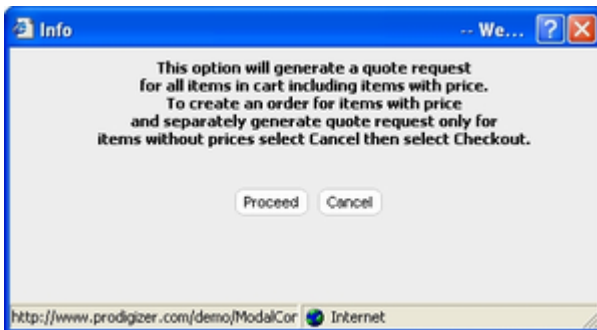 Info -- We...
This option will generate a quote request
for all items in cart including items with price.
To create an order for items with price
and separately generate quote request only for
items without prices select Cancel then select Checkout.
Proceed Cancel
http://www.prodigizer.com/demo/ModalCor Internet